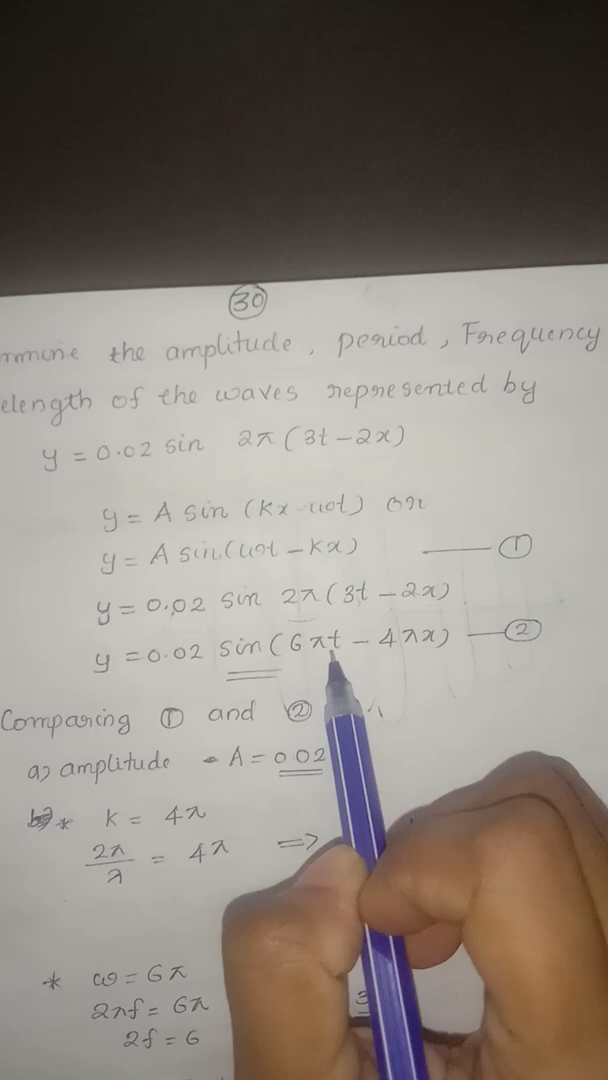 30
the amplitude, period, Frequency
elength of the waves represented by
y = 0.02 sin 2π(3t-2x)
y = A sin (kx-ωt) or
y = A sin(ωt-kx) ——— ①
y = 0.02 sin 2π(3t-2x)
y = 0.02 sin(6πt - 4πx) —②
Comparing ① and ②
a) amplitude - A = 0.02
* k = 4π
2π/λ = 4π =>
* ω = 6π
2πf = 6π 3
2f = 6